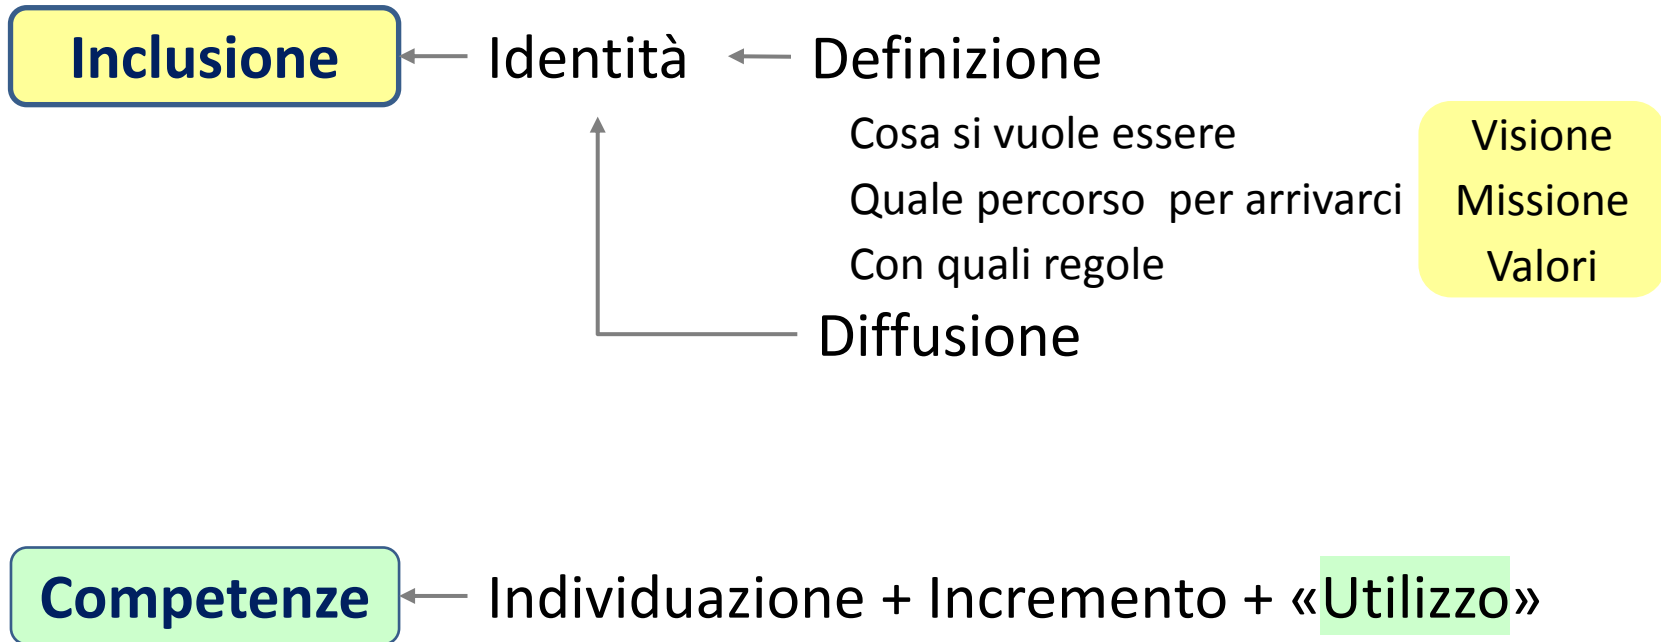 Inclusione Identità Definizione
Cosa si vuole essere Visione
Quale percorso per arrivarci Missione
Con quali regole Valori
Diffusione
Competenze Individuazione + Incremento + «Utilizzo»